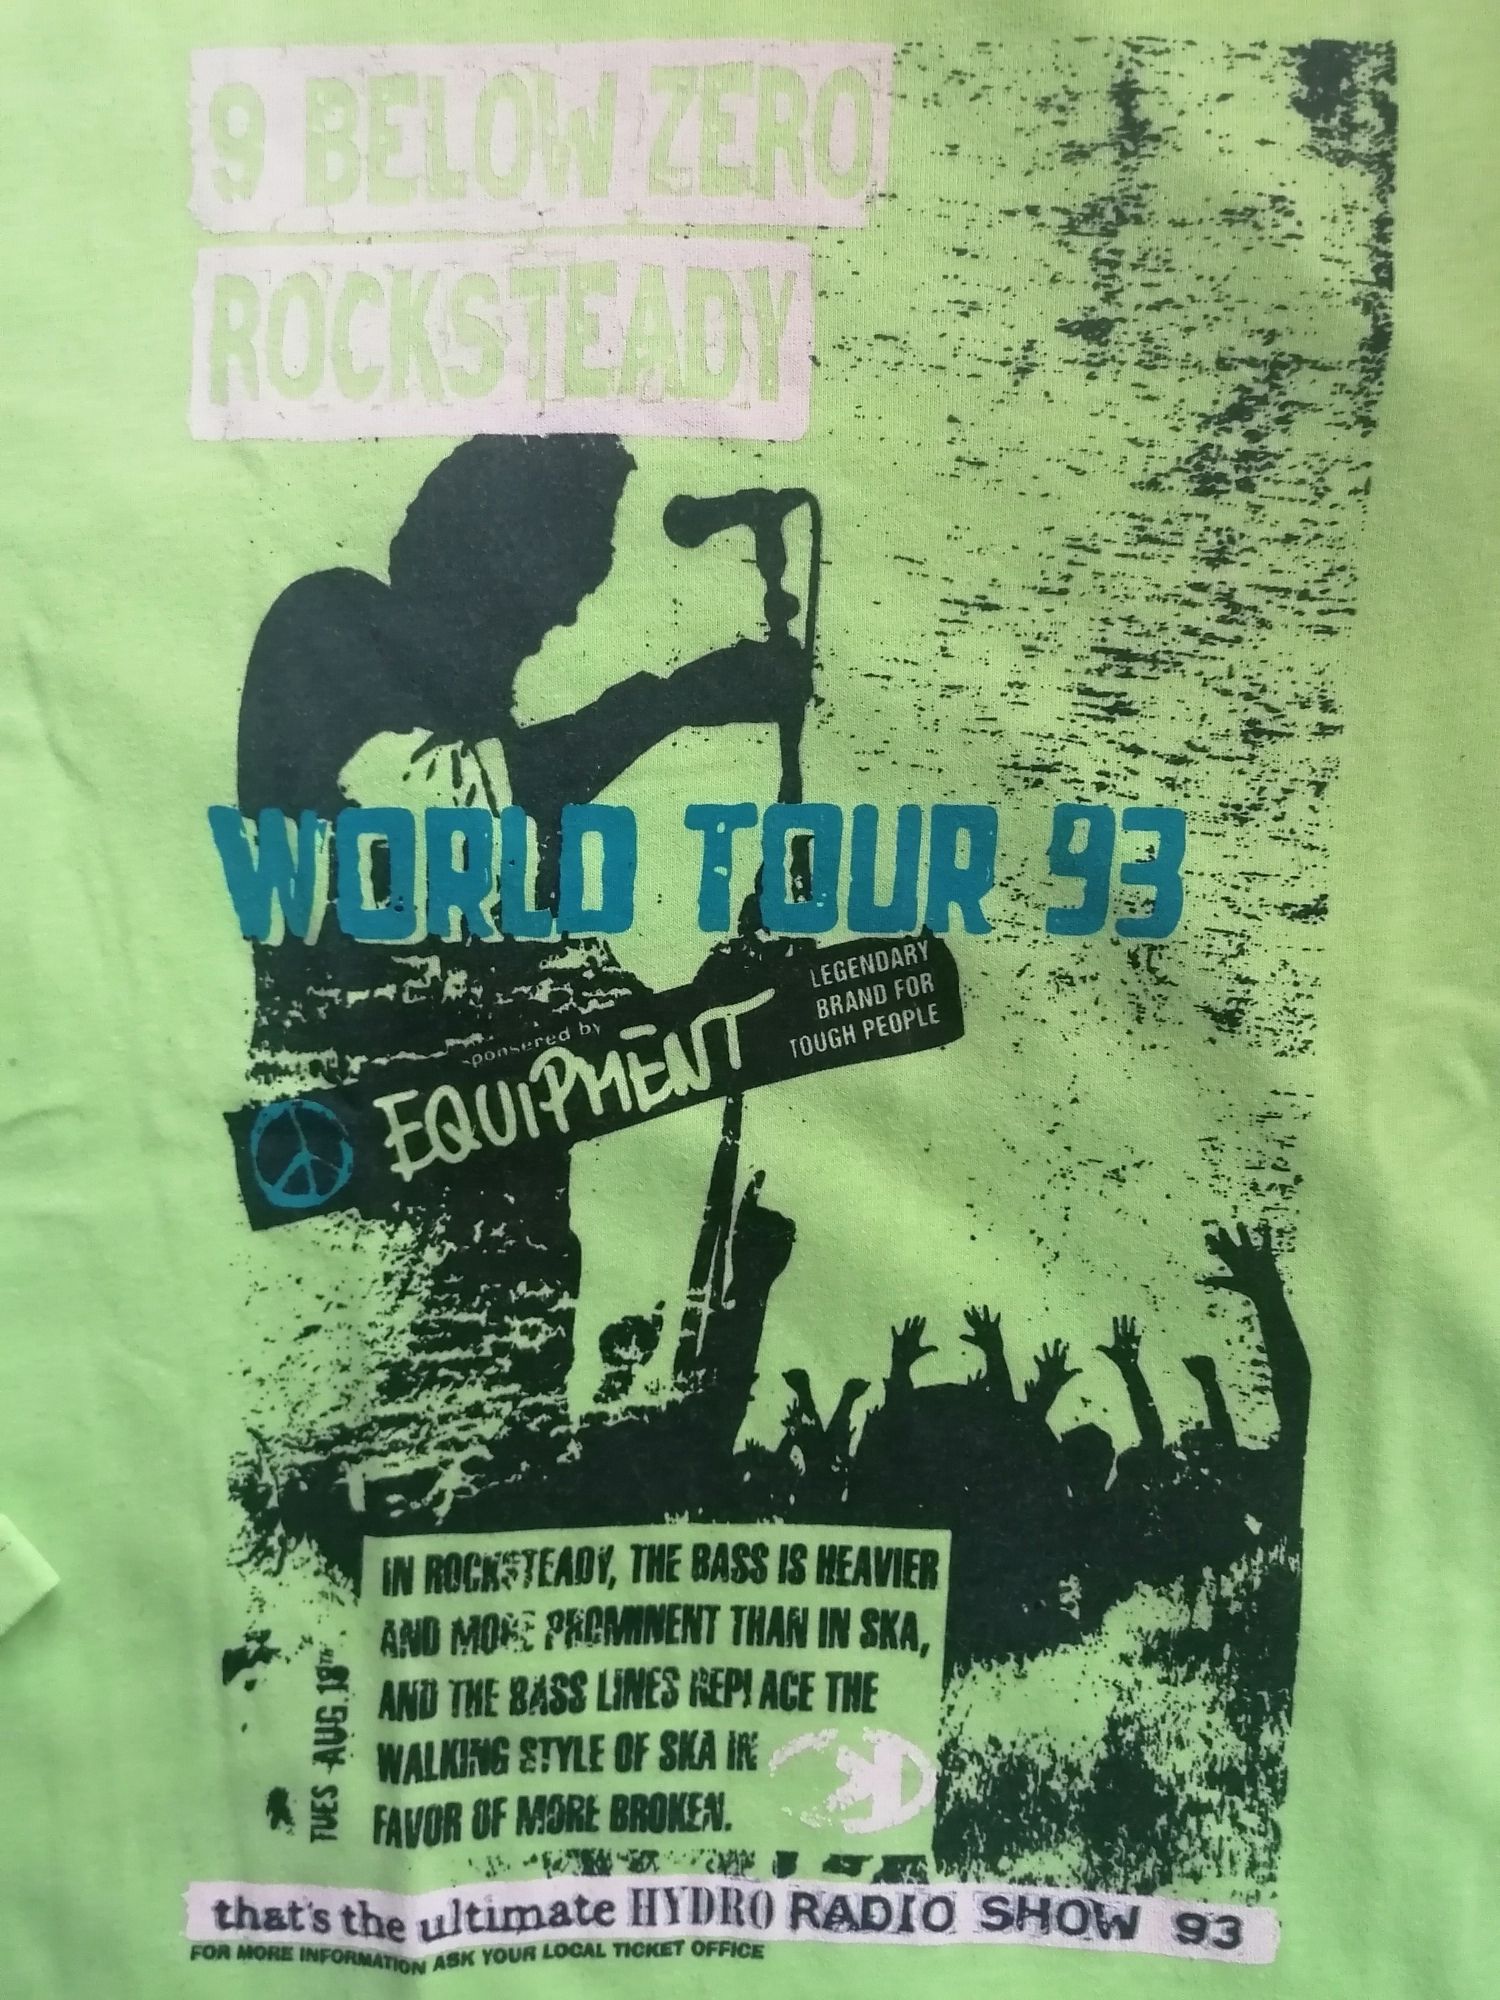 9 BELOW ZERO
ROCKSTEADY
WORLD TOUR 93
LEGENDARY
BRAND FOR
TOUGH PEOPLE
sponsered by
EQUIPMENT
IN ROCKSTEADY, THE BASS IS HEAVIER
AND MORE PROMINENT THAN IN SKA,
AND THE BASS LINES REPLACE THE
WALKING STYLE OF SKA IN
FAVOR OF MORE BROKEN.
TUES AUG.18TH
that's the ultimate HYDRO RADIO SHOW 93
FOR MORE INFORMATION ASK YOUR LOCAL TICKET OFFICE